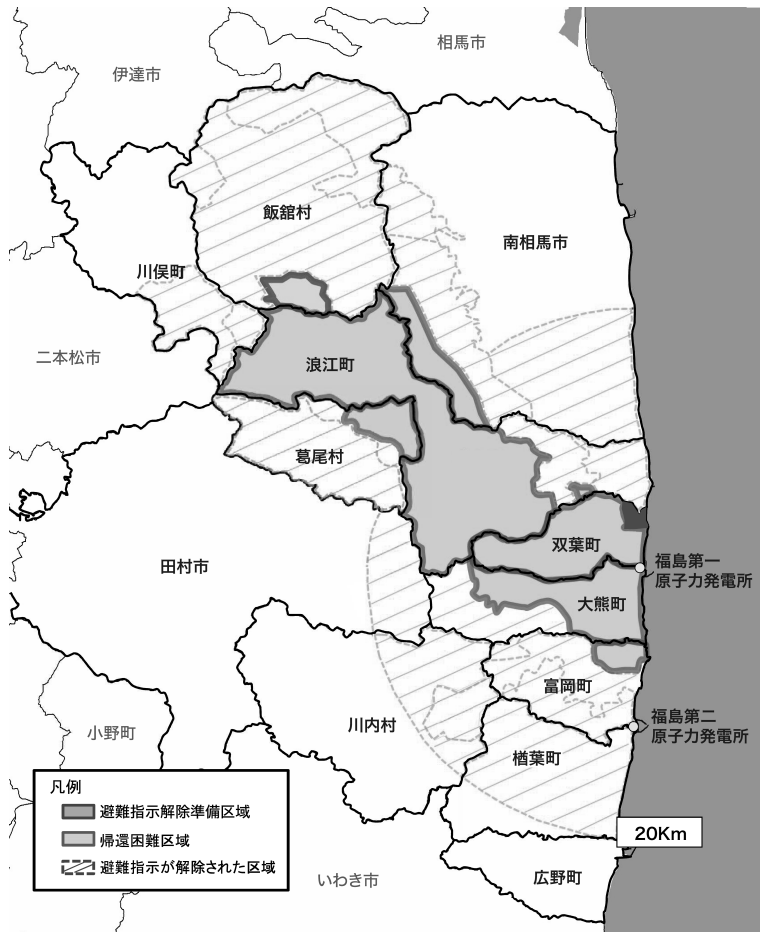 相馬市
伊達市
飯舘村
南相馬市
川俣町
二本松市
浪江町
葛尾村
双葉町
福島第一
原子力発電所
田村市
大熊町
富岡町
福島第二
原子力発電所
川内村
小野町
楢葉町
凡例
避難指示解除準備区域
帰還困難区域
避難指示が解除された区域
20Km
いわき市
広野町